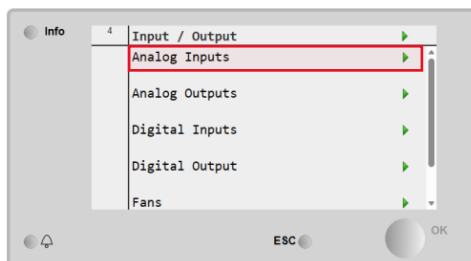 Info
4 Input / Output
Analog Inputs
Analog Outputs
Digital Inputs
Digital Output
Fans
ESC
OK